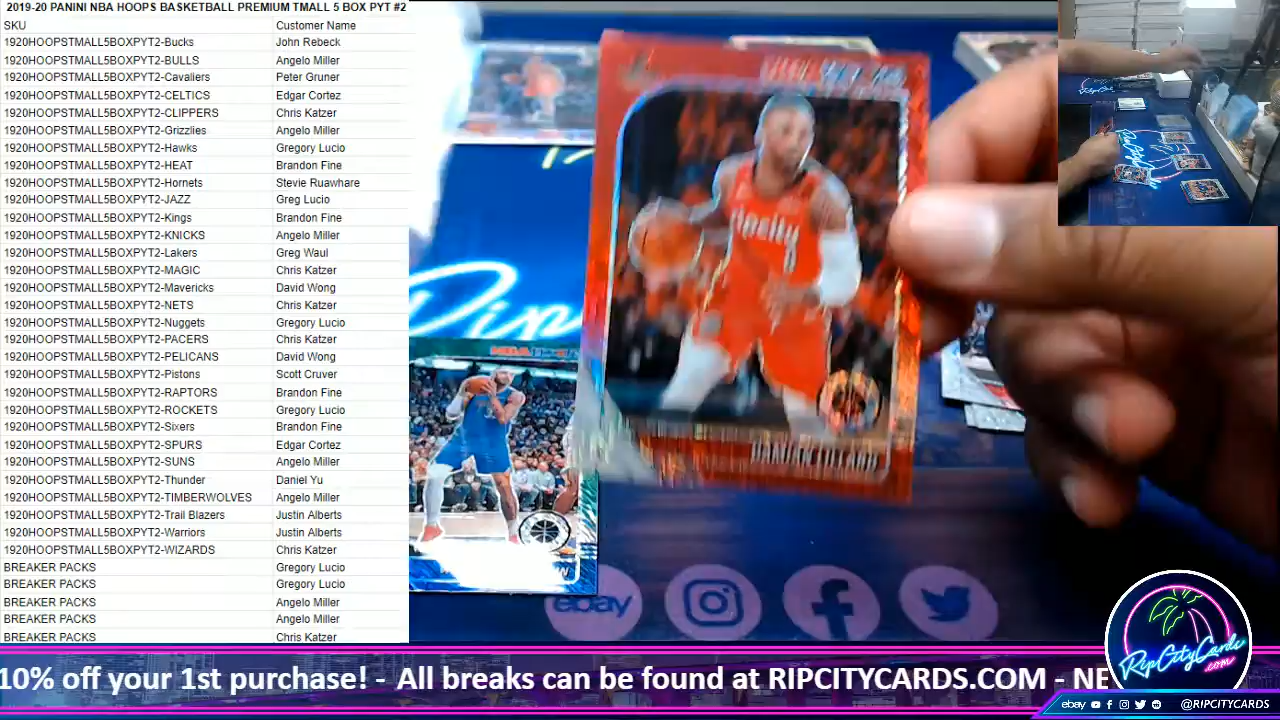 2019-20 PANINI NBA HOOPS BASKETBALL PREMIUM TMALL 5 BOX PYT #2
SKU Customer Name
1920HOOPSTMALL5BOXPYT2-Bucks John Rebeck
1920HOOPSTMALL5BOXPYT2-BULLS Angelo Miller
1920HOOPSTMALL5BOXPYT2-Cavaliers Peter Gruner
1920HOOPSTMALL5BOXPYT2-CELTICS Edgar Cortez
1920HOOPSTMALL5BOXPYT2-CLIPPERS Chris Katzer
1920HOOPSTMALL5BOXPYT2-Grizzlies Angelo Miller
1920HOOPSTMALL5BOXPYT2-Hawks Gregory Lucio
1920HOOPSTMALL5BOXPYT2-HEAT Brandon Fine
1920HOOPSTMALL5BOXPYT2-Hornets Stevie Ruawhare
1920HOOPSTMALL5BOXPYT2-JAZZ Greg Lucio
1920HOOPSTMALL5BOXPYT2-Kings Brandon Fine
1920HOOPSTMALL5BOXPYT2-KNICKS Angelo Miller
1920HOOPSTMALL5BOXPYT2-Lakers Greg Waul
1920HOOPSTMALL5BOXPYT2-MAGIC Chris Katzer
1920HOOPSTMALL5BOXPYT2-Mavericks David Wong
1920HOOPSTMALL5BOXPYT2-NETS Chris Katzer
1920HOOPSTMALL5BOXPYT2-Nuggets Gregory Lucio
1920HOOPSTMALL5BOXPYT2-PACERS Chris Katzer
1920HOOPSTMALL5BOXPYT2-PELICANS David Wong
1920HOOPSTMALL5BOXPYT2-Pistons Scott Cruver
1920HOOPSTMALL5BOXPYT2-RAPTORS Brandon Fine
1920HOOPSTMALL5BOXPYT2-ROCKETS Gregory Lucio
1920HOOPSTMALL5BOXPYT2-Sixers Brandon Fine
1920HOOPSTMALL5BOXPYT2-SPURS Edgar Cortez
1920HOOPSTMALL5BOXPYT2-SUNS Angelo Miller
1920HOOPSTMALL5BOXPYT2-Thunder Daniel Yu
1920HOOPSTMALL5BOXPYT2-TIMBERWOLVES Angelo Miller
1920HOOPSTMALL5BOXPYT2-Trail Blazers Justin Alberts
1920HOOPSTMALL5BOXPYT2-Warriors Justin Alberts
1920HOOPSTMALL5BOXPYT2-WIZARDS Chris Katzer
BREAKER PACKS Gregory Lucio
BREAKER PACKS Gregory Lucio
BREAKER PACKS Angelo Miller
BREAKER PACKS Angelo Miller
BREAKER PACKS Chris Katzer
DAMIAN LILLARD
ebay
RipCityCards
.com
10% off your 1st purchase! - All breaks can be found at RIPCITYCARDS.COM - NE
ebay @RIPCITYCARDS